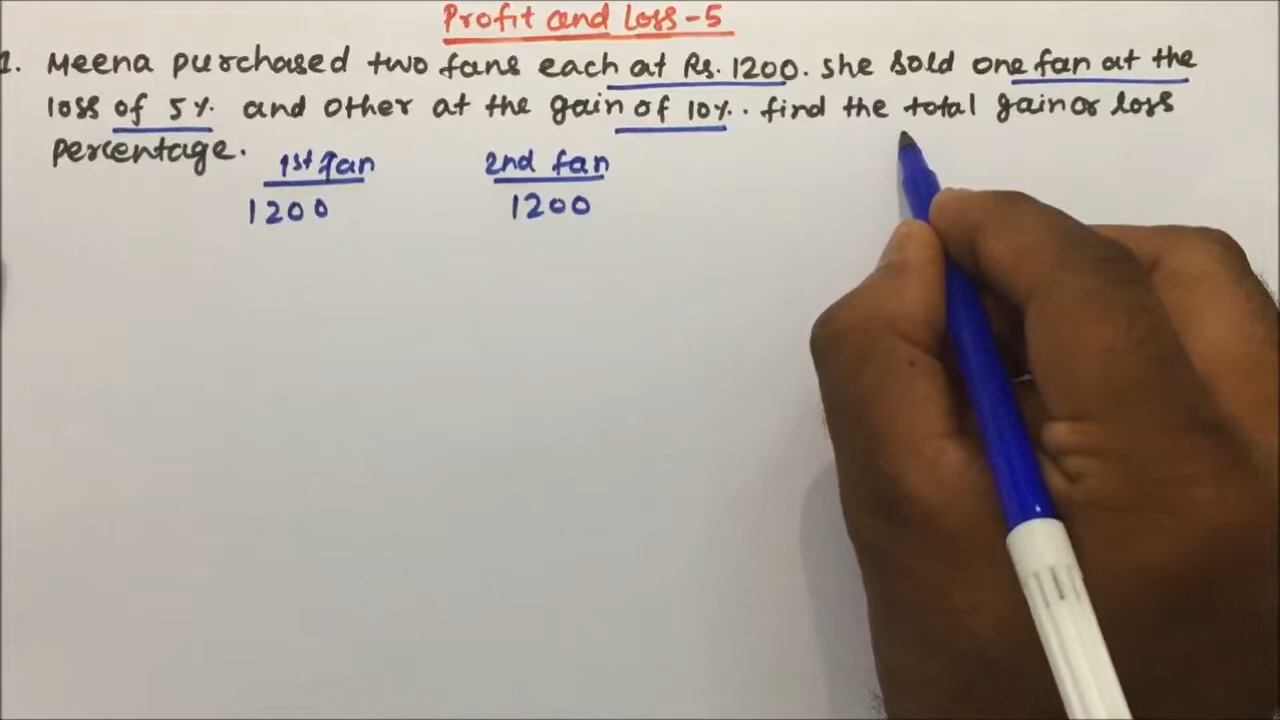 Profit and Loss-5
1. Meena purchased two fans each at Rs. 1200. she sold one fan at the
loss of 5%. and other at the gain of 10%. find the total gain or loss
percentage.
1st fan 2nd fan
1200 1200